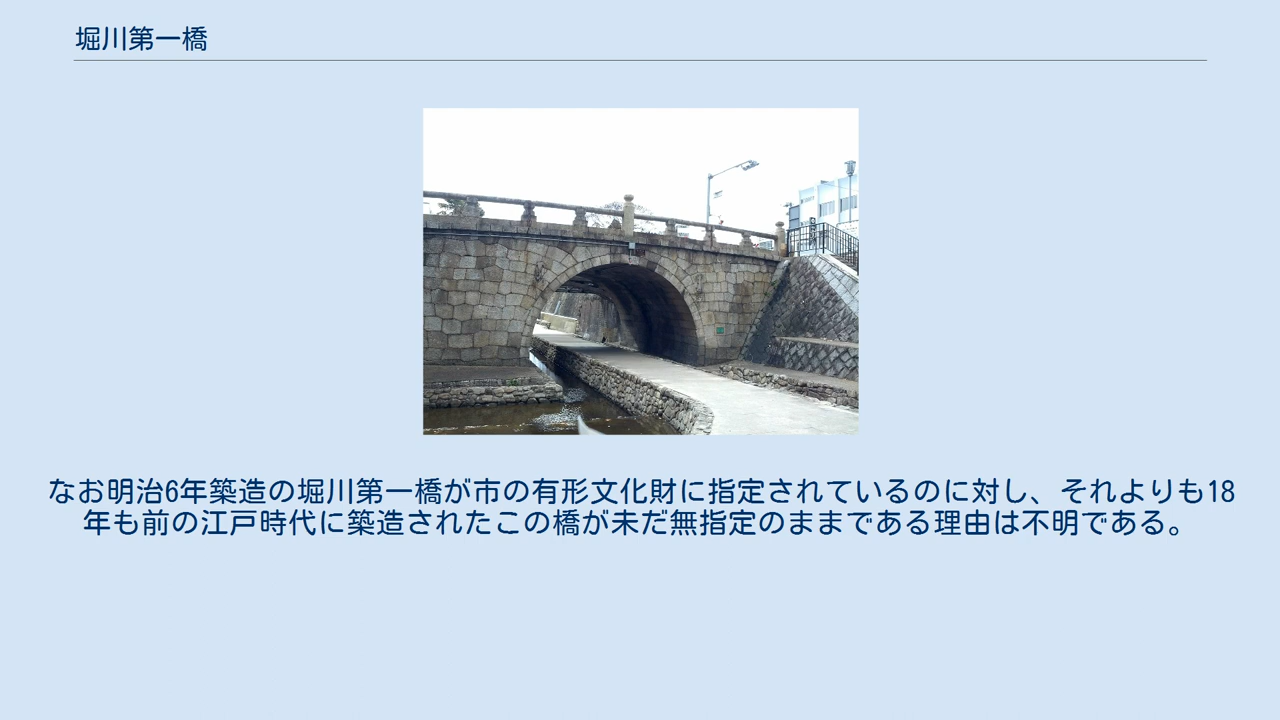 堀川第一橋
なお明治6年築造の堀川第一橋が市の有形文化財に指定されているのに対し、それよりも18
年も前の江戸時代に築造されたこの橋が未だ無指定のままである理由は不明である。